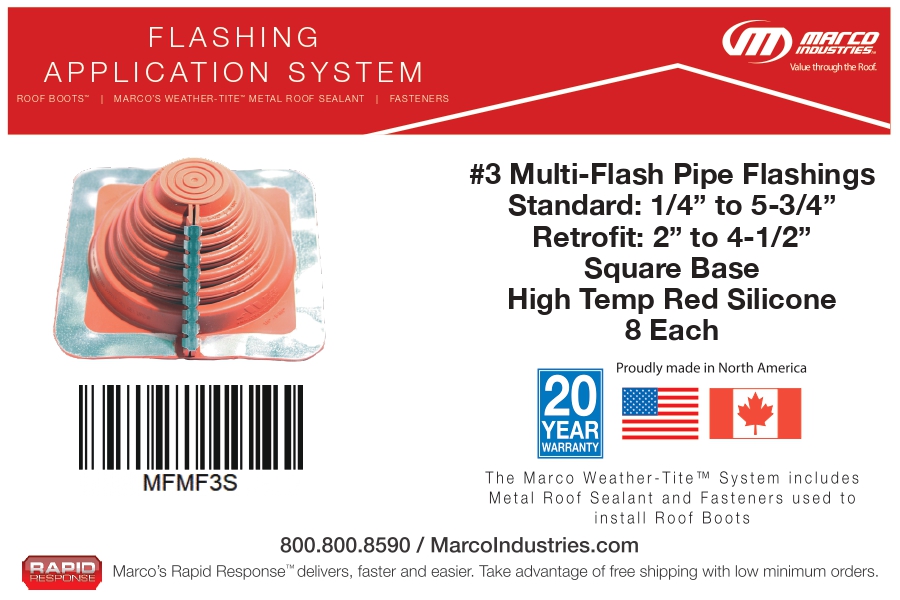 FLASHING
APPLICATION SYSTEM
ROOF BOOTS™ | MARCO'S WEATHER-TITE™ METAL ROOF SEALANT | FASTENERS
MARCO
INDUSTRIES™
Value through the Roof.
#3 Multi-Flash Pipe Flashings
Standard: 1/4” to 5-3/4”
Retrofit: 2” to 4-1/2”
Square Base
High Temp Red Silicone
8 Each
Proudly made in North America
20
YEAR
WARRANTY
MFMF3S
The Marco Weather-Tite™ System includes
Metal Roof Sealant and Fasteners used to
install Roof Boots
800.800.8590 / MarcoIndustries.com
RAPID
RESPONSE
Marco's Rapid Response™ delivers, faster and easier. Take advantage of free shipping with low minimum orders.